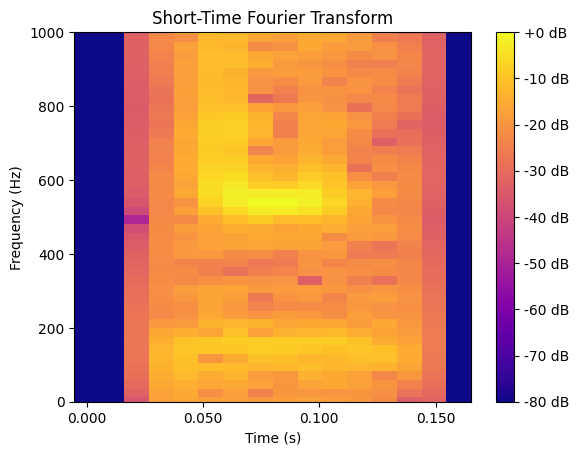 Short-Time Fourier Transform
1000
800
600
400
200
0
Frequency (Hz)
0.000
0.050
0.100
0.150
Time (s)
+0 dB
-10 dB
-20 dB
-30 dB
-40 dB
-50 dB
-60 dB
-70 dB
-80 dB